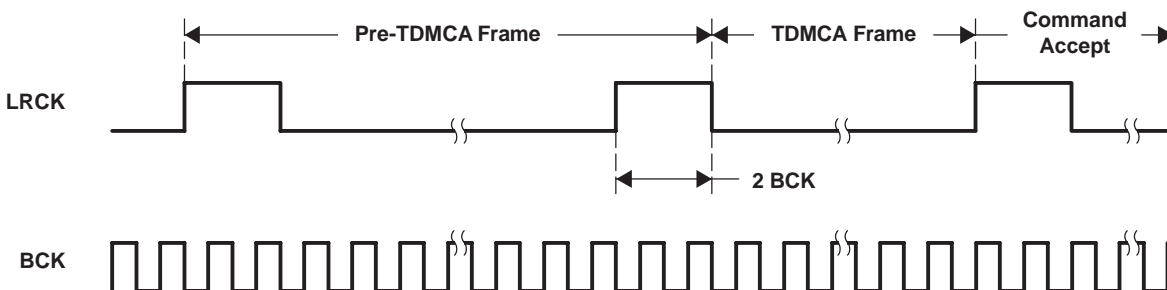 Pre-TDMCA Frame
TDMCA Frame
Command
Accept
LRCK
2 BCK
BCK